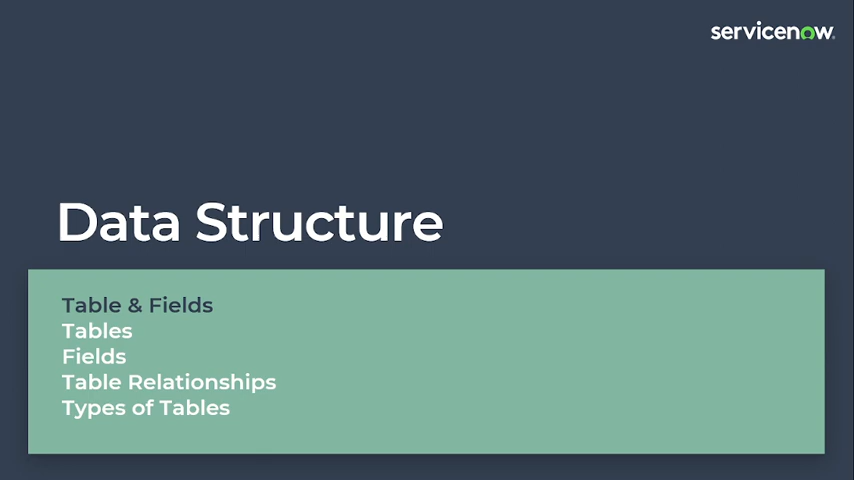 servicenow.
Data Structure
Table & Fields
Tables
Fields
Table Relationships
Types of Tables